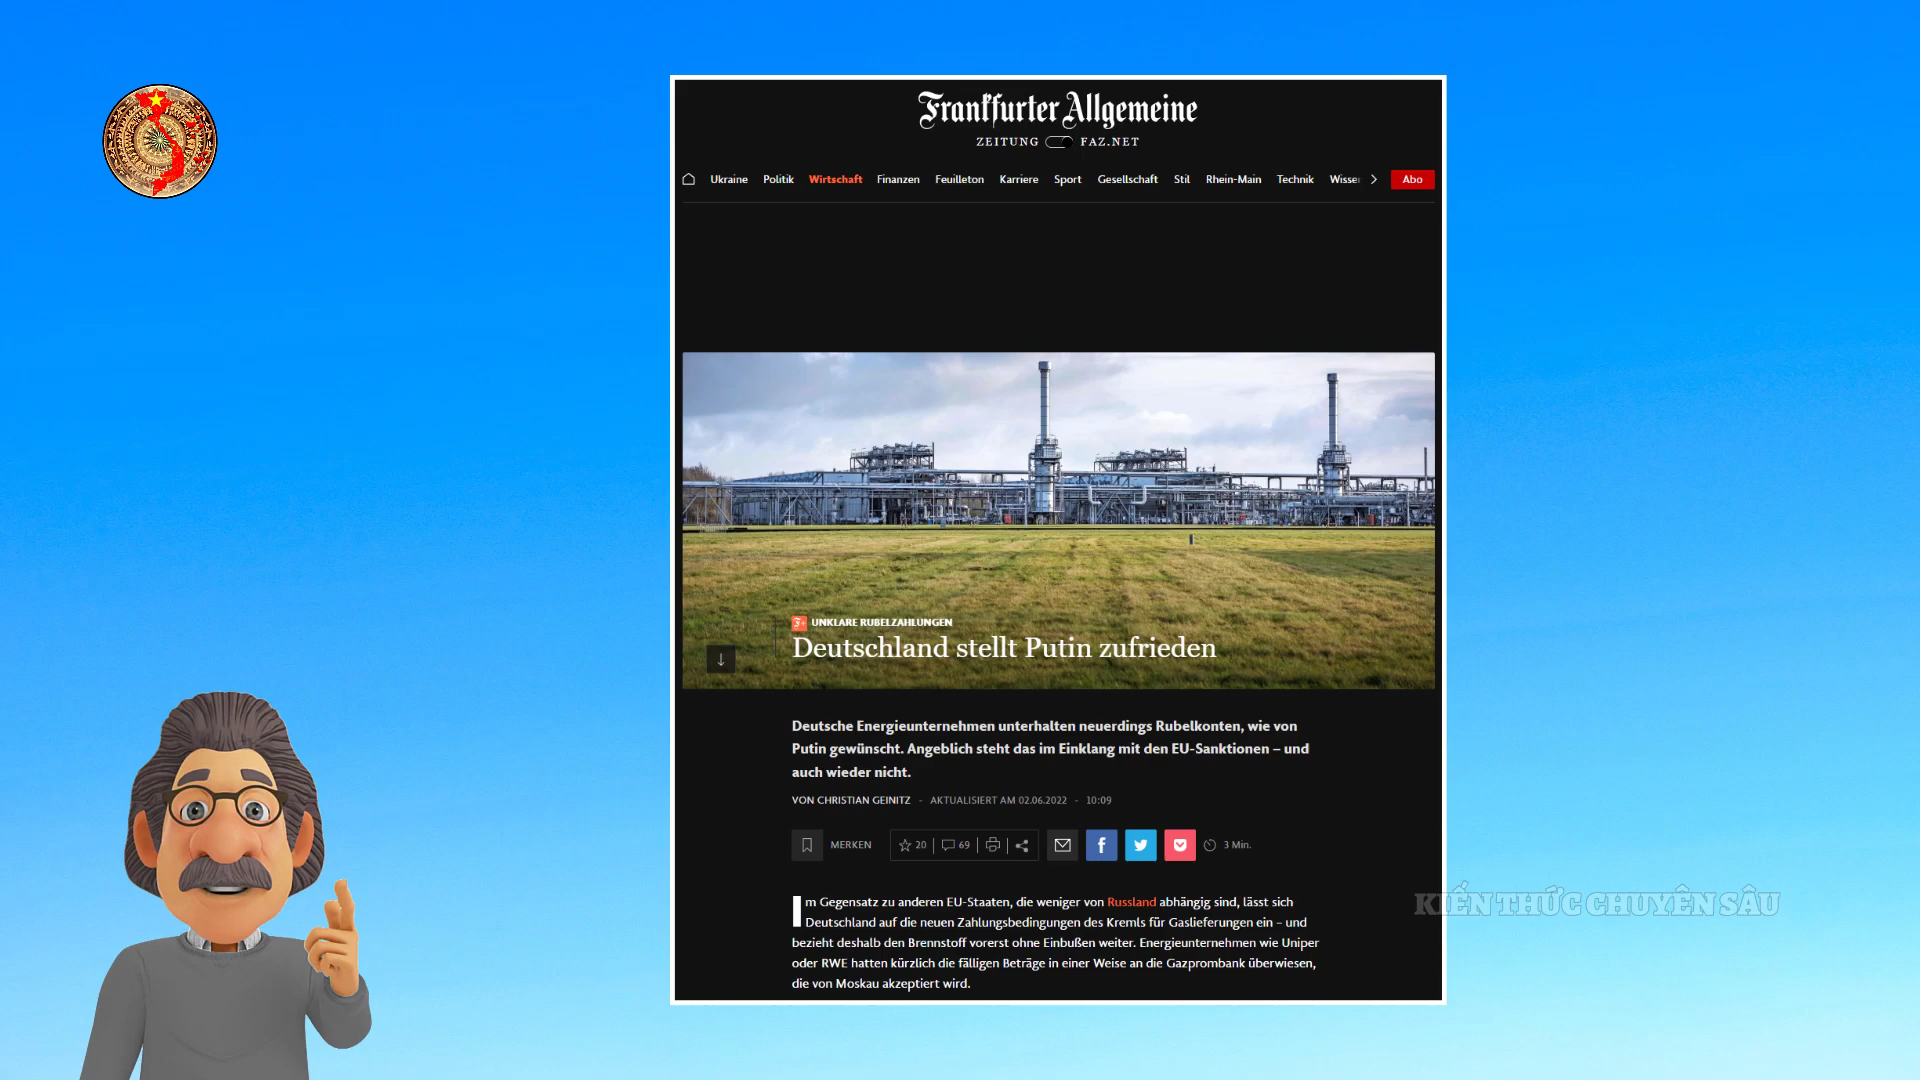 Frankfurter Allgemeine
ZEITUNG FAZ.NET
Ukraine Politik Wirtschaft Finanzen Feuilleton Karriere Sport Gesellschaft Stil Rhein-Main Technik Wisse Abo
F+ UNKLARE RUBELZAHLUNGEN
Deutschland stellt Putin zufrieden
Deutsche Energieunternehmen unterhalten neuerdings Rubelkonten, wie von
Putin gewünscht. Angeblich steht das im Einklang mit den EU-Sanktionen – und
auch wieder nicht.
VON CHRISTIAN GEINITZ - AKTUALISIERT AM 02.06.2022 - 10:09
MERKEN 20 69 3 Min.
Im Gegensatz zu anderen EU-Staaten, die weniger von Russland abhängig sind, lässt sich
Deutschland auf die neuen Zahlungsbedingungen des Kremls für Gaslieferungen ein – und
bezieht deshalb den Brennstoff vorerst ohne Einbußen weiter. Energieunternehmen wie Uniper
oder RWE hatten kürzlich die fälligen Beträge in einer Weise an die Gazprombank überwiesen,
die von Moskau akzeptiert wird.
KIẾN THỨC CHUYÊN SÂU